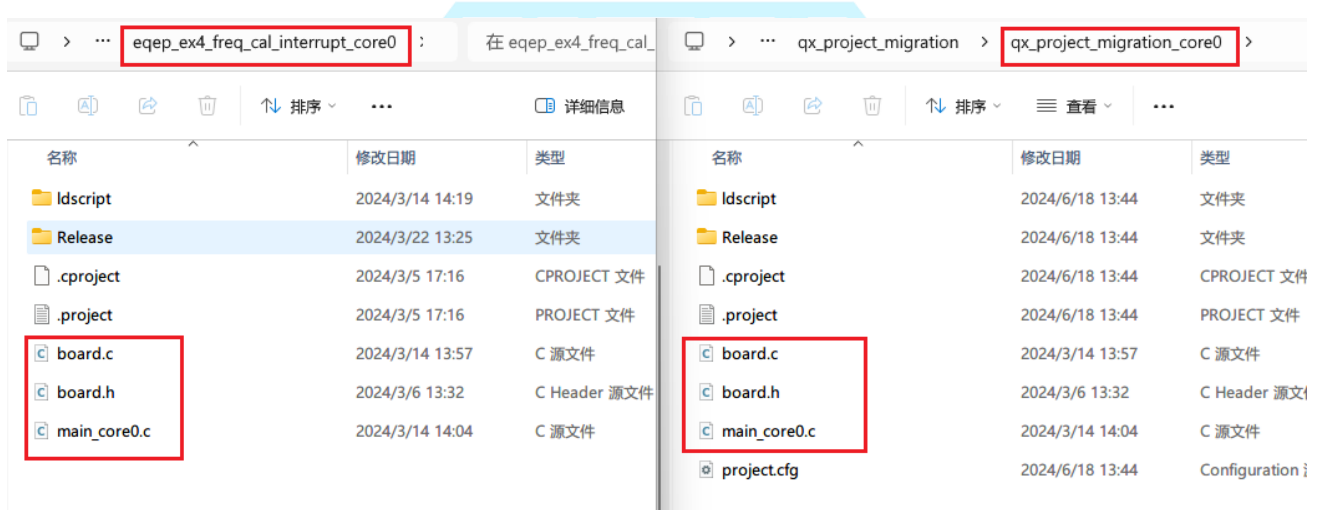 eqep_ex4_freq_cal_interrupt_core0
在 eqep_ex4_freq_cal_
排序
详细信息
名称 修改日期 类型
ldscript 2024/3/14 14:19 文件夹
Release 2024/3/22 13:25 文件夹
.cproject 2024/3/5 17:16 CPROJECT 文件
.project 2024/3/5 17:16 PROJECT 文件
board.c 2024/3/14 13:57 C 源文件
board.h 2024/3/6 13:32 C Header 源文件
main_core0.c 2024/3/14 14:04 C 源文件
qx_project_migration > qx_project_migration_core0 >
排序 查看
名称 修改日期 类型
ldscript 2024/6/18 13:44 文件夹
Release 2024/6/18 13:44 文件夹
.cproject 2024/6/18 13:44 CPROJECT 文件
.project 2024/6/18 13:44 PROJECT 文件
board.c 2024/3/14 13:57 C 源文件
board.h 2024/3/6 13:32 C Header 源文
main_core0.c 2024/3/14 14:04 C 源文件
project.cfg 2024/6/18 13:44 Configuration